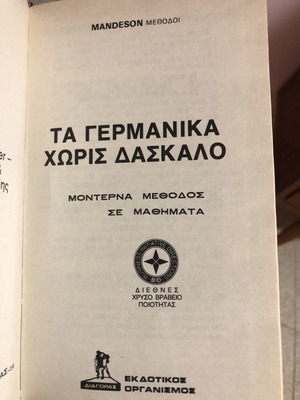 MANDESON ΜΕΘΟΔΟΙ
ΤΑ ΓΕΡΜΑΝΙΚΑ
ΧΩΡΙΣ ΔΑΣΚΑΛΟ
ΜΟΝΤΕΡΝΑ ΜΕΘΟΔΟΣ
ΣΕ ΜΑΘΗΜΑΤΑ
ΔΙΕΘΝΕΣ
ΧΡΥΣΟ ΒΡΑΒΕΙΟ
ΠΟΙΟΤΗΤΑΣ
ΔΙΑΓΟΡΑΣ
ΕΚΔΟΤΙΚΟΣ
ΟΡΓΑΝΙΣΜΟΣ